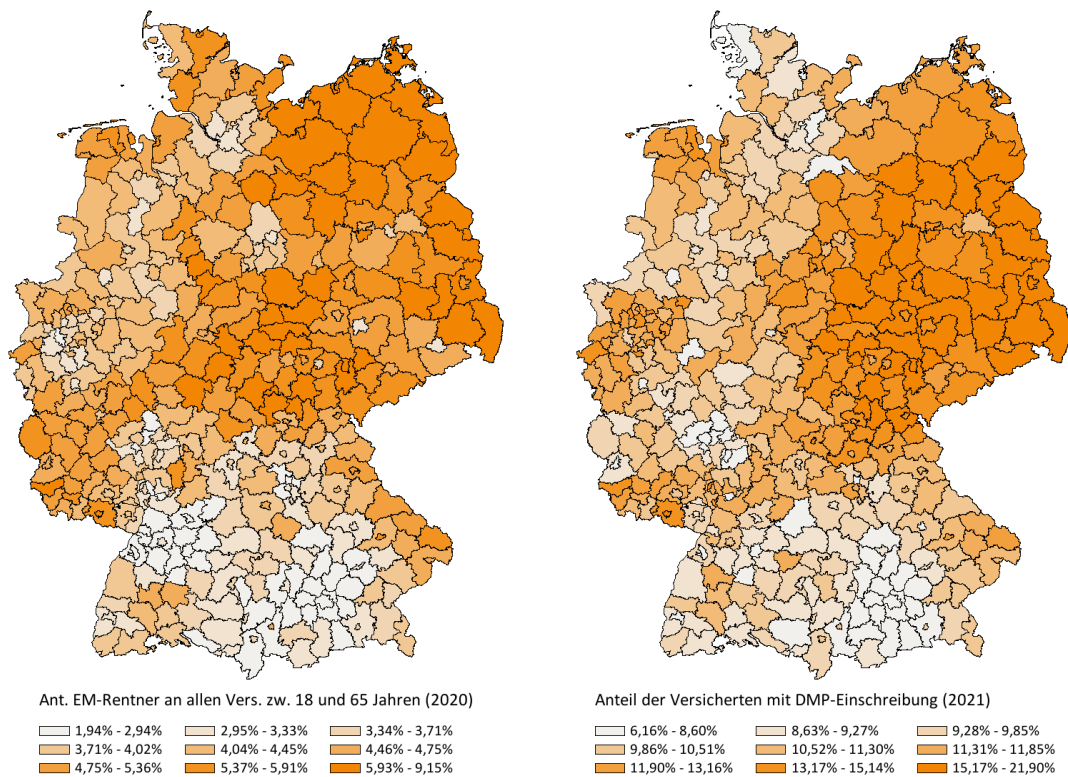 Ant. EM-Rentner an allen Vers. zw. 18 und 65 Jahren (2020)
1,94% - 2,94% 2,95% - 3,33% 3,34% - 3,71%
3,71% - 4,02% 4,04% - 4,45% 4,46% - 4,75%
4,75% - 5,36% 5,37% - 5,91% 5,93% - 9,15%
Anteil der Versicherten mit DMP-Einschreibung (2021)
6,16% - 8,60% 8,63% - 9,27% 9,28% - 9,85%
9,86% - 10,51% 10,52% - 11,30% 11,31% - 11,85%
11,90% - 13,16% 13,17% - 15,14% 15,17% - 21,90%